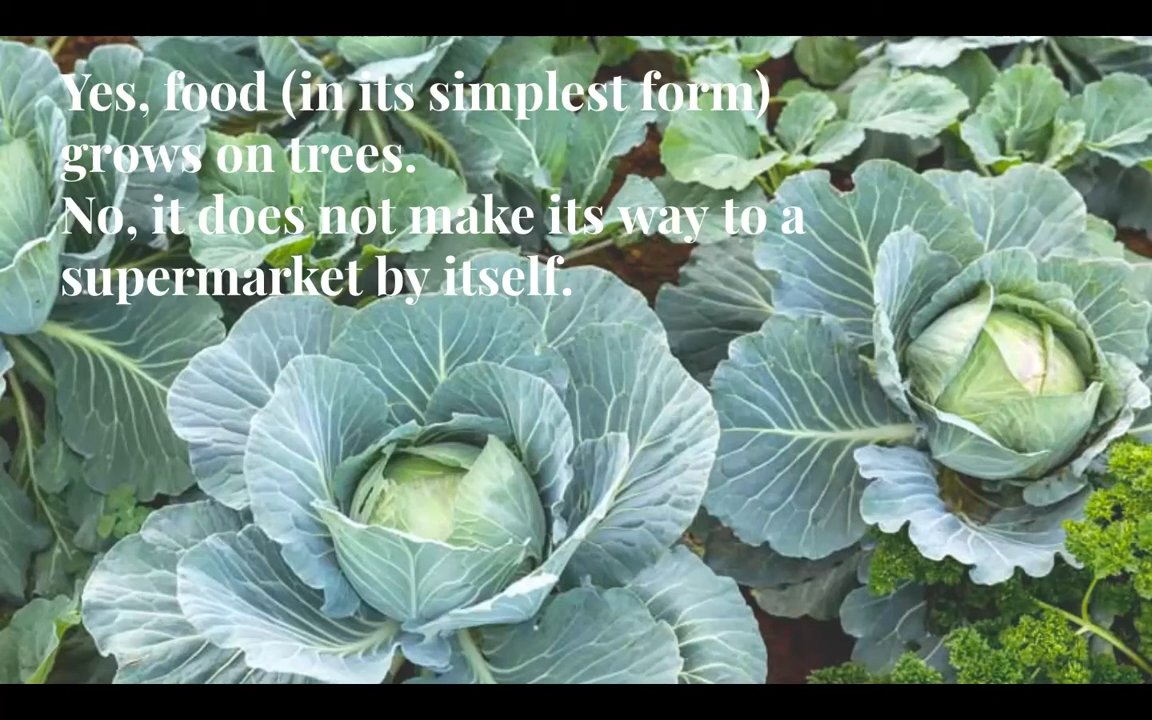 Yes, food (in its simplest form)
grows on trees.
No, it does not make its way to a
supermarket by itself.